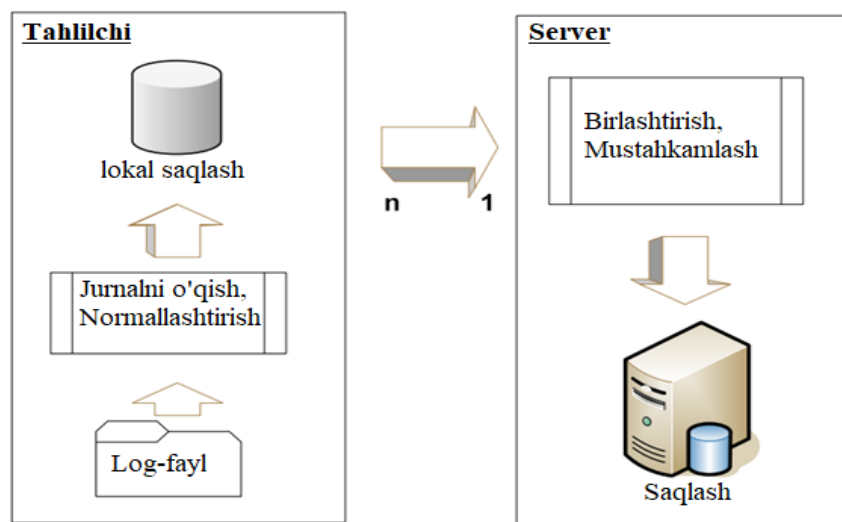 Tahlilchi
lokal saqlash
Jurnalni o'qish,
Normallashtirish
Log-fayl
n 1
Server
Birlashtirish,
Mustahkamlash
Saqlash